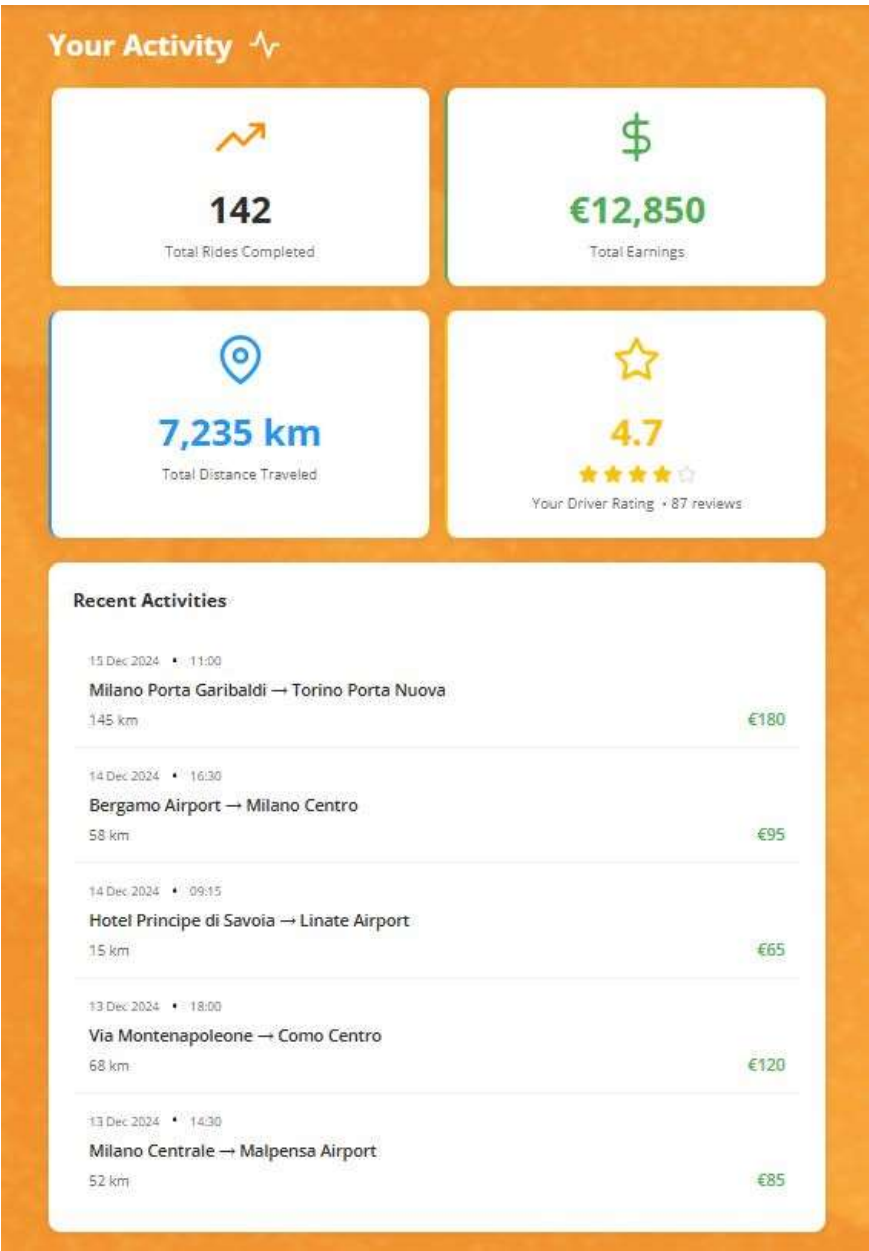 Your Activity
142
Total Rides Completed
€12,850
Total Earnings
7,235 km
Total Distance Traveled
4.7
Your Driver Rating • 87 reviews
Recent Activities
15 Dec 2024 • 11:00
Milano Porta Garibaldi → Torino Porta Nuova
145 km
€180
14 Dec 2024 • 16:30
Bergamo Airport → Milano Centro
58 km
€95
14 Dec 2024 • 09:15
Hotel Principe di Savoia → Linate Airport
15 km
€65
13 Dec 2024 • 18:00
Via Montenapoleone → Como Centro
68 km
€120
13 Dec 2024 • 14:30
Milano Centrale → Malpensa Airport
52 km
€85